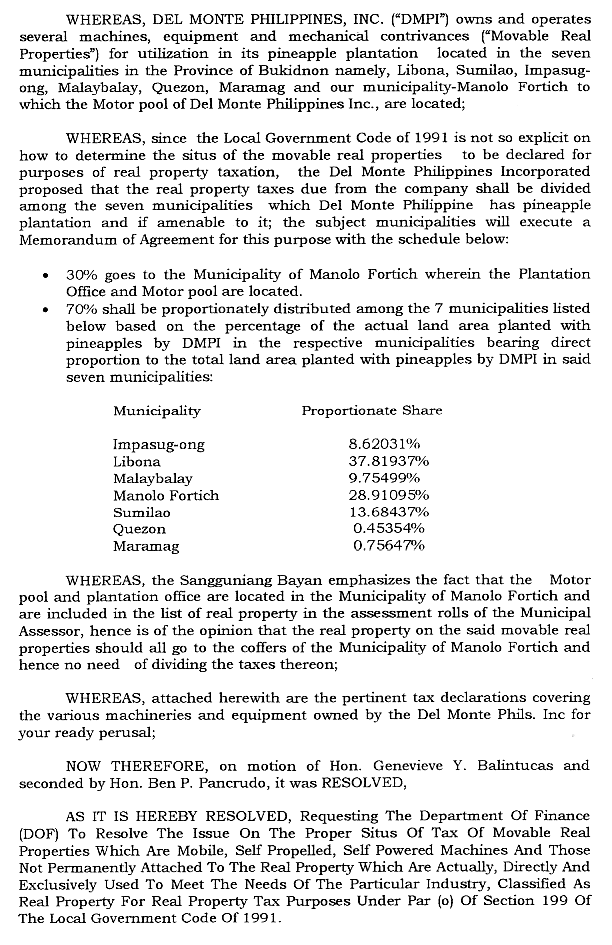 WHEREAS, DEL MONTE PHILIPPINES, INC. ("DMPI") owns and operates
several machines, equipment and mechanical contrivances ("Movable Real
Properties") for utilization in its pineapple plantation located in the seven
municipalities in the Province of Bukidnon namely, Libona, Sumilao, Impasug-
ong, Malaybalay, Quezon, Maramag and our municipality-Manolo Fortich to
which the Motor pool of Del Monte Philippines Inc., are located;
WHEREAS, since the Local Government Code of 1991 is not so explicit on
how to determine the situs of the movable real properties to be declared for
purposes of real property taxation, the Del Monte Philippines Incorporated
proposed that the real property taxes due from the company shall be divided
among the seven municipalities which Del Monte Philippine has pineapple
plantation and if amenable to it; the subject municipalities will execute a
Memorandum of Agreement for this purpose with the schedule below:
• 30% goes to the Municipality of Manolo Fortich wherein the Plantation
Office and Motor pool are located.
• 70% shall be proportionately distributed among the 7 municipalities listed
below based on the percentage of the actual land area planted with
pineapples by DMPI in the respective municipalities bearing direct
proportion to the total land area planted with pineapples by DMPI in said
seven municipalities:
Municipality Proportionate Share
Impasug-ong 8.62031%
Libona 37.81937%
Malaybalay 9.75499%
Manolo Fortich 28.91095%
Sumilao 13.68437%
Quezon 0.45354%
Maramag 0.75647%
WHEREAS, the Sangguniang Bayan emphasizes the fact that the Motor
pool and plantation office are located in the Municipality of Manolo Fortich and
are included in the list of real property in the assessment rolls of the Municipal
Assessor, hence is of the opinion that the real property on the said movable real
properties should all go to the coffers of the Municipality of Manolo Fortich and
hence no need of dividing the taxes thereon;
WHEREAS, attached herewith are the pertinent tax declarations covering
the various machineries and equipment owned by the Del Monte Phils. Inc for
your ready perusal;
NOW THEREFORE, on motion of Hon. Genevieve Y. Balintucas and
seconded by Hon. Ben P. Pancrudo, it was RESOLVED,
AS IT IS HEREBY RESOLVED, Requesting The Department Of Finance
(DOF) To Resolve The Issue On The Proper Situs Of Tax Of Movable Real
Properties Which Are Mobile, Self Propelled, Self Powered Machines And Those
Not Permanently Attached To The Real Property Which Are Actually, Directly And
Exclusively Used To Meet The Needs Of The Particular Industry, Classified As
Real Property For Real Property Tax Purposes Under Par (o) Of Section 199 Of
The Local Government Code Of 1991.